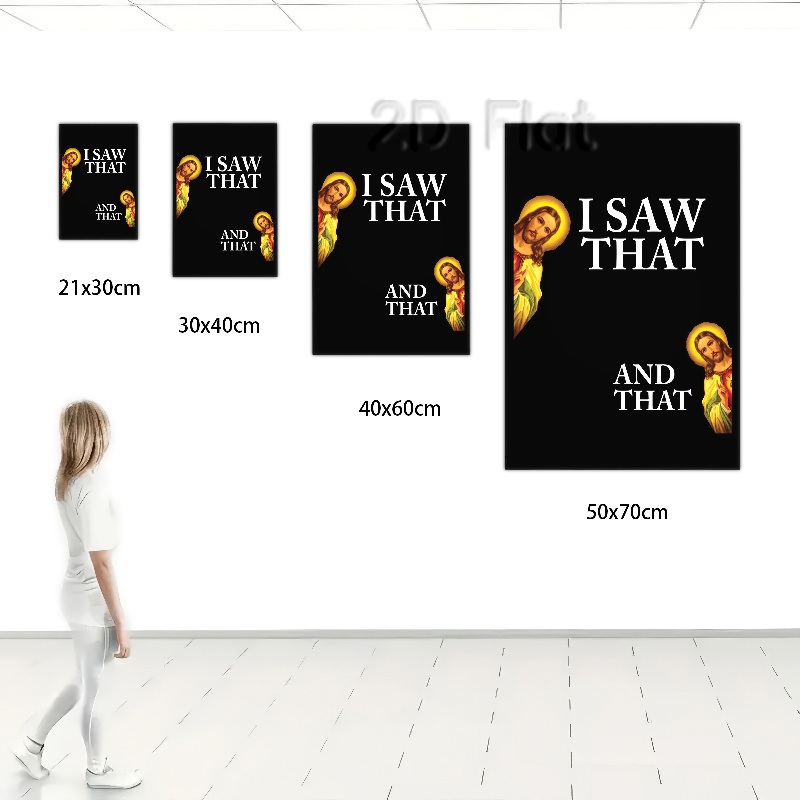 2D Flat
I SAW
THAT
AND
THAT
21x30cm
I SAW
THAT
AND
THAT
30x40cm
I SAW
THAT
AND
THAT
40x60cm
I SAW
THAT
AND
THAT
50x70cm